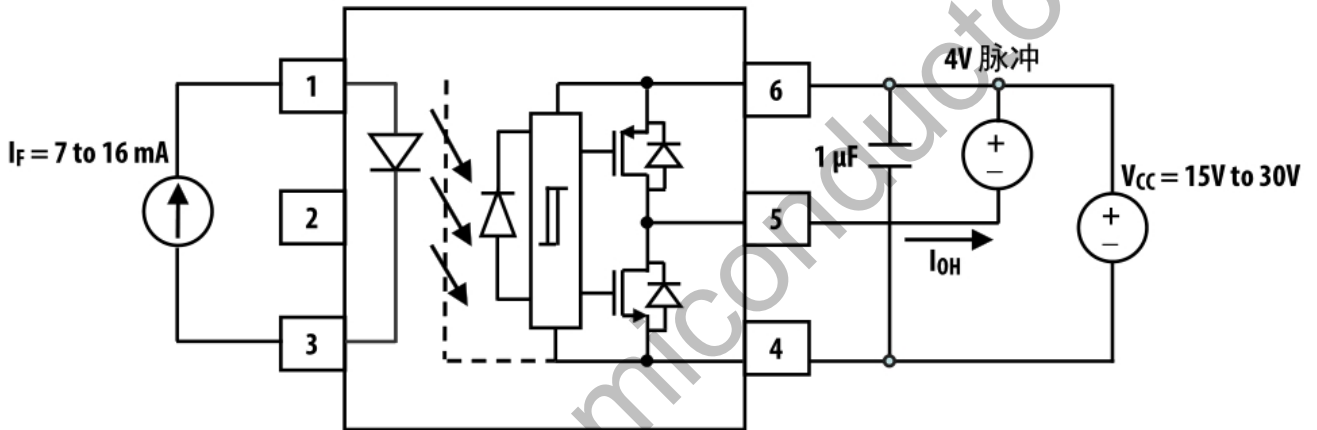 4V 脉冲
1
6
I_F = 7 to 16 mA
1 µF
+
−
V_CC = 15V to 30V
2
5
+
−
I_OH
3
4
miconducto